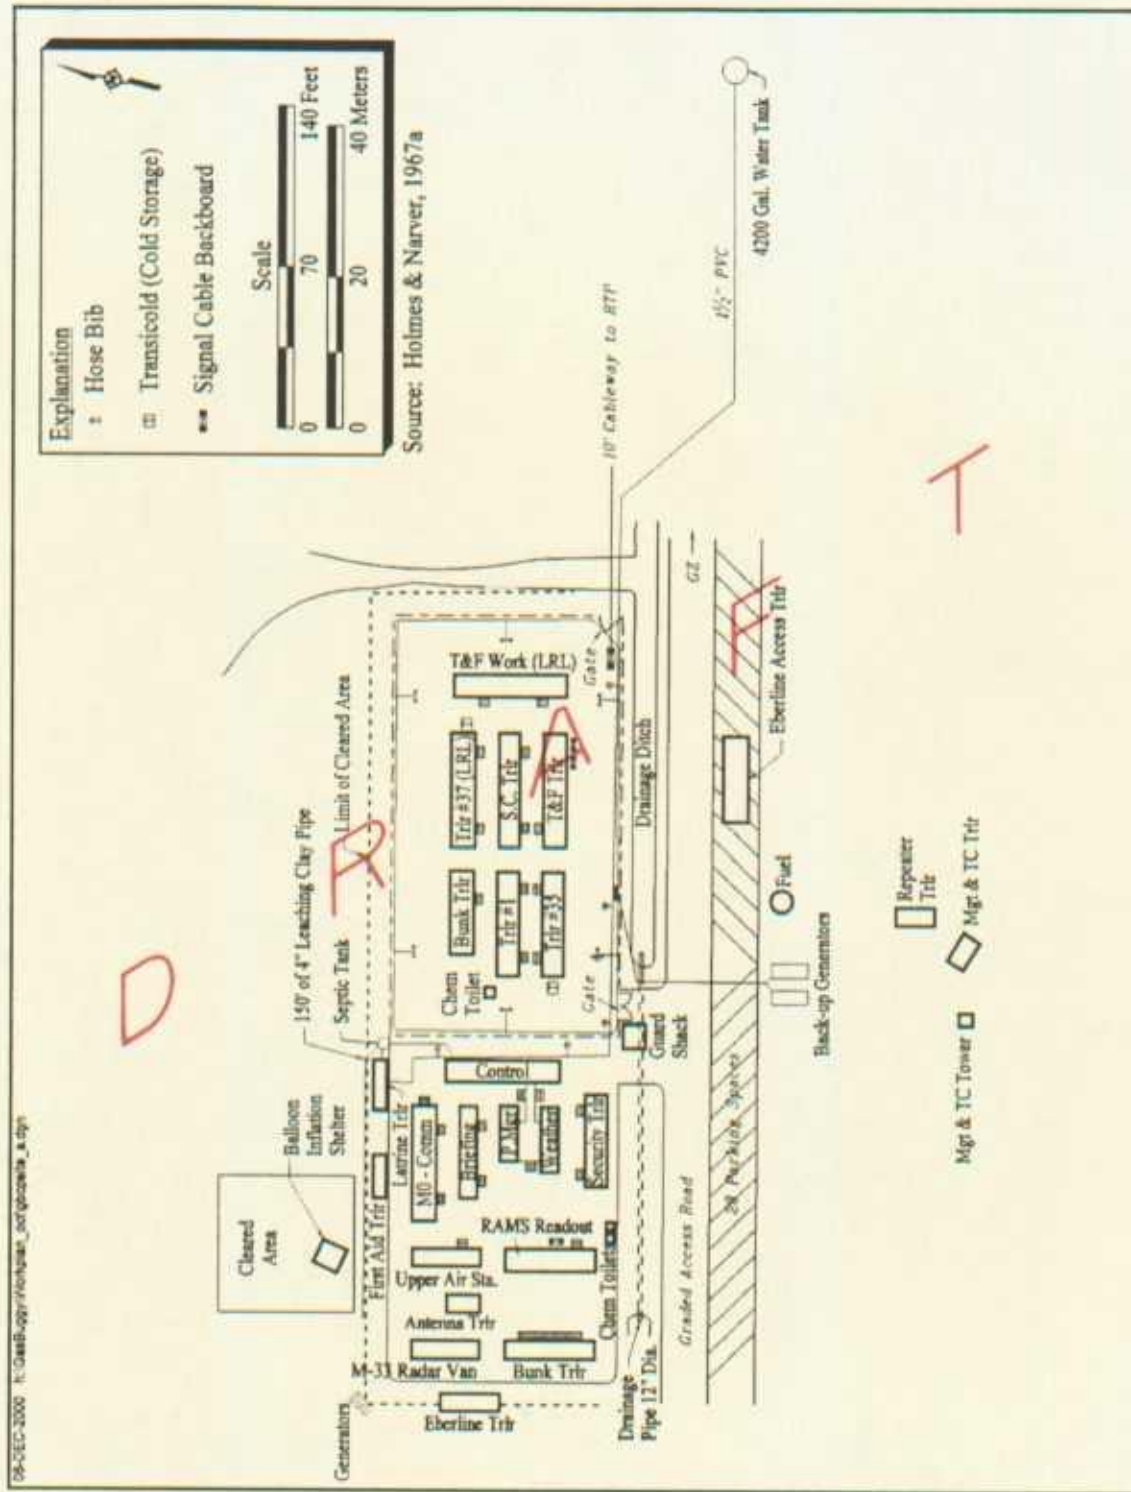 Explanation
Hose Bib
Transicold (Cold Storage)
Signal Cable Backboard
Scale
0 70 140 Feet
0 20 40 Meters
Source: Holmes & Narver, 1967a
4200 Gal. Water Tank
1½" PVC
10' Cableway to RTP
GZ
Cleared Area
Balloon Inflation Shelter
150' of 4" Leaching Clay Pipe
Septic Tank
Limit of Cleared Area
T&F Work (LRL)
Trlr #37 (LRL)
S.C. Trlr
T&F Trlr
Bunk Trlr
Trlr #1
Trlr #33
Chem Toilet
Gate
Gate
Drainage Ditch
Guard Shack
Control
Latrine Trlr
First Aid Trlr
M0 - Comm
Briefing
P.Mgr
Weather
Security Trlr
Upper Air Sta.
RAMS Readout
Antenna Trlr
Chem Toilet
M-33 Radar Van
Bunk Trlr
Generators
Eberline Trlr
Drainage Pipe 12" Dia.
Graded Access Road
20 Parking Spaces
Eberline Access Trlr
Fuel
Back-up Generators
Repeater Trlr
Mgt & TC Trlr
Mgt & TC Tower
DRAFT